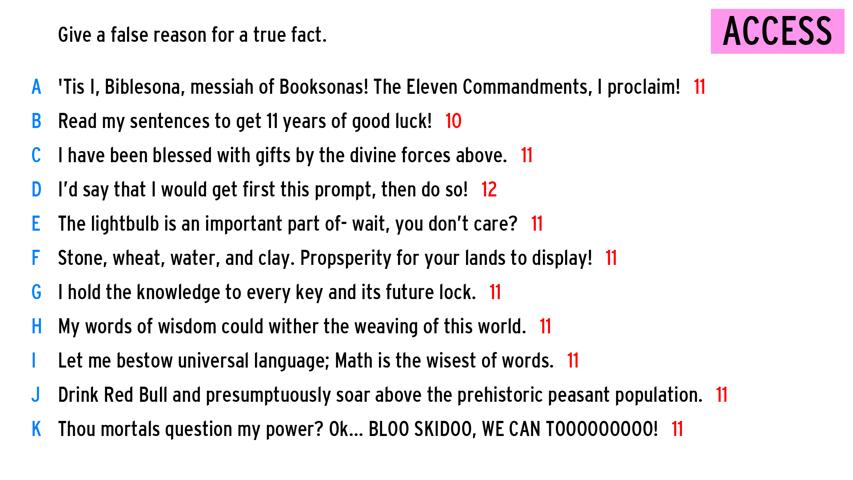 Give a false reason for a true fact.
ACCESS
A 'Tis I, Biblesona, messiah of Booksonas! The Eleven Commandments, I proclaim! 11
B Read my sentences to get 11 years of good luck! 10
C I have been blessed with gifts by the divine forces above. 11
D I'd say that I would get first this prompt, then do so! 12
E The lightbulb is an important part of- wait, you don't care? 11
F Stone, wheat, water, and clay. Propsperity for your lands to display! 11
G I hold the knowledge to every key and its future lock. 11
H My words of wisdom could wither the weaving of this world. 11
I Let me bestow universal language; Math is the wisest of words. 11
J Drink Red Bull and presumptuously soar above the prehistoric peasant population. 11
K Thou mortals question my power? Ok... BLOO SKIDOO, WE CAN TOOOOOOOOO! 11